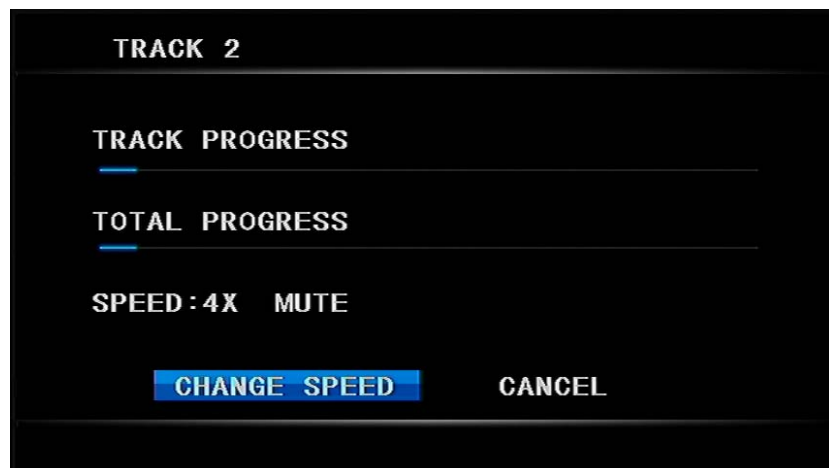 TRACK 2
TRACK PROGRESS
TOTAL PROGRESS
SPEED:4X MUTE
CHANGE SPEED CANCEL